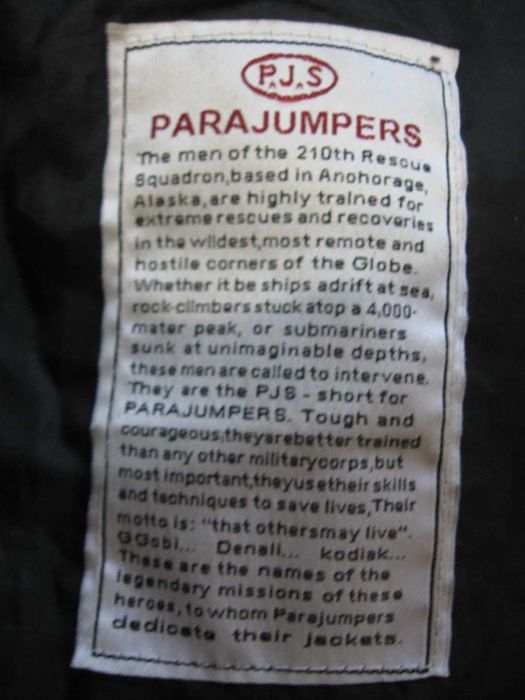 P.J.S
PARAJUMPERS
The men of the 210th Rescue
Squadron,based in Anohorage,
Alaska,are highly trained for
extreme rescues and recoveries
in the wildest,most remote and
hostile corners of the Globe.
Whether it be ships adrift at sea,
rock-climbers stuck atop a 4,000-
mater peak, or submariners
sunk at unimaginable depths,
these men are called to intervene.
They are the PJS - short for
PARAJUMPERS. Tough and
courageous,theyarebetter trained
than any other militarycorps,but
most important,theyusetheir skills
and techniques to save lives,Their
motto is: "that othersmay live".
GGobi... Denali... kodiak...
These are the names of the
legendary missions of these
heroes,to whom Parajumpers
dedicate their jackets.